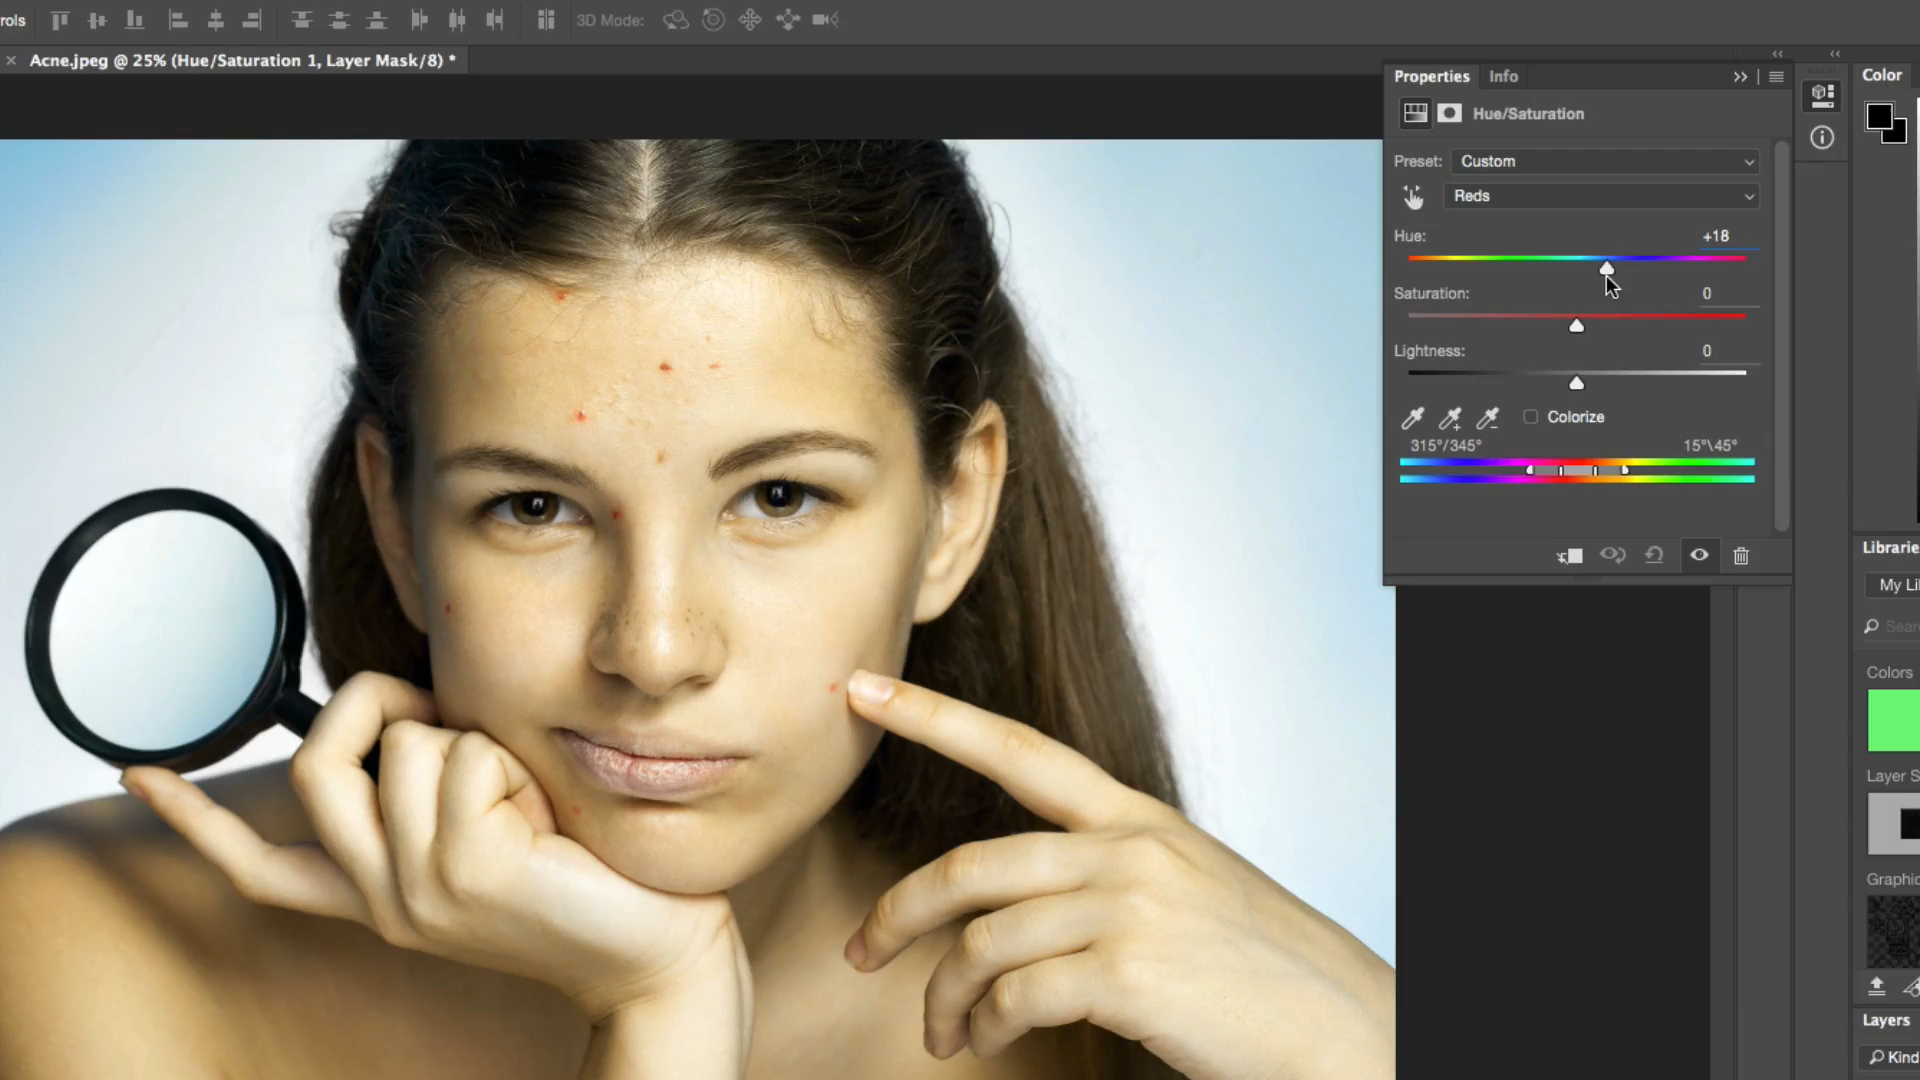 rols
3D Mode:
Acne.jpeg @ 25% (Hue/Saturation 1, Layer Mask/8) *
Properties Info
Color
Hue/Saturation
Preset: Custom
Reds
Hue: +18
Saturation: 0
Lightness: 0
Colorize
315°/345° 15°\45°
Librarie
My Lil
Sear
Colors
Layer S
Graphic
Layers
Kind